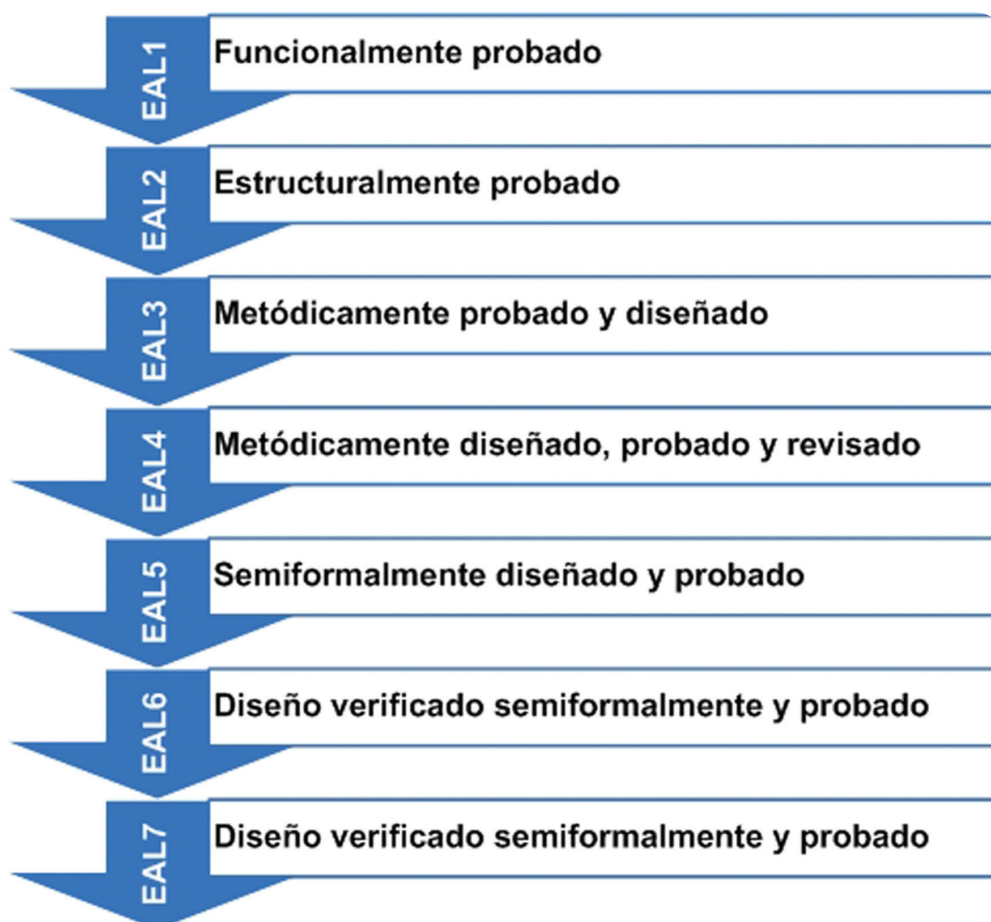 EAL1
Funcionalmente probado
EAL2
Estructuralmente probado
EAL3
Metódicamente probado y diseñado
EAL4
Metódicamente diseñado, probado y revisado
EAL5
Semiformalmente diseñado y probado
EAL6
Diseño verificado semiformalmente y probado
EAL7
Diseño verificado semiformalmente y probado